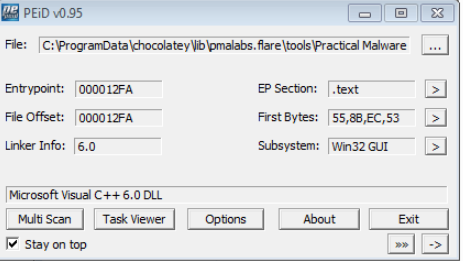 PEiD v0.95
File: C:\ProgramData\chocolatey\lib\pmalabs.flare\tools\Practical Malware ...
Entrypoint: 000012FA EP Section: .text >
File Offset: 000012FA First Bytes: 55,8B,EC,53 >
Linker Info: 6.0 Subsystem: Win32 GUI >
Microsoft Visual C++ 6.0 DLL
Multi Scan Task Viewer Options About Exit
Stay on top »» ->